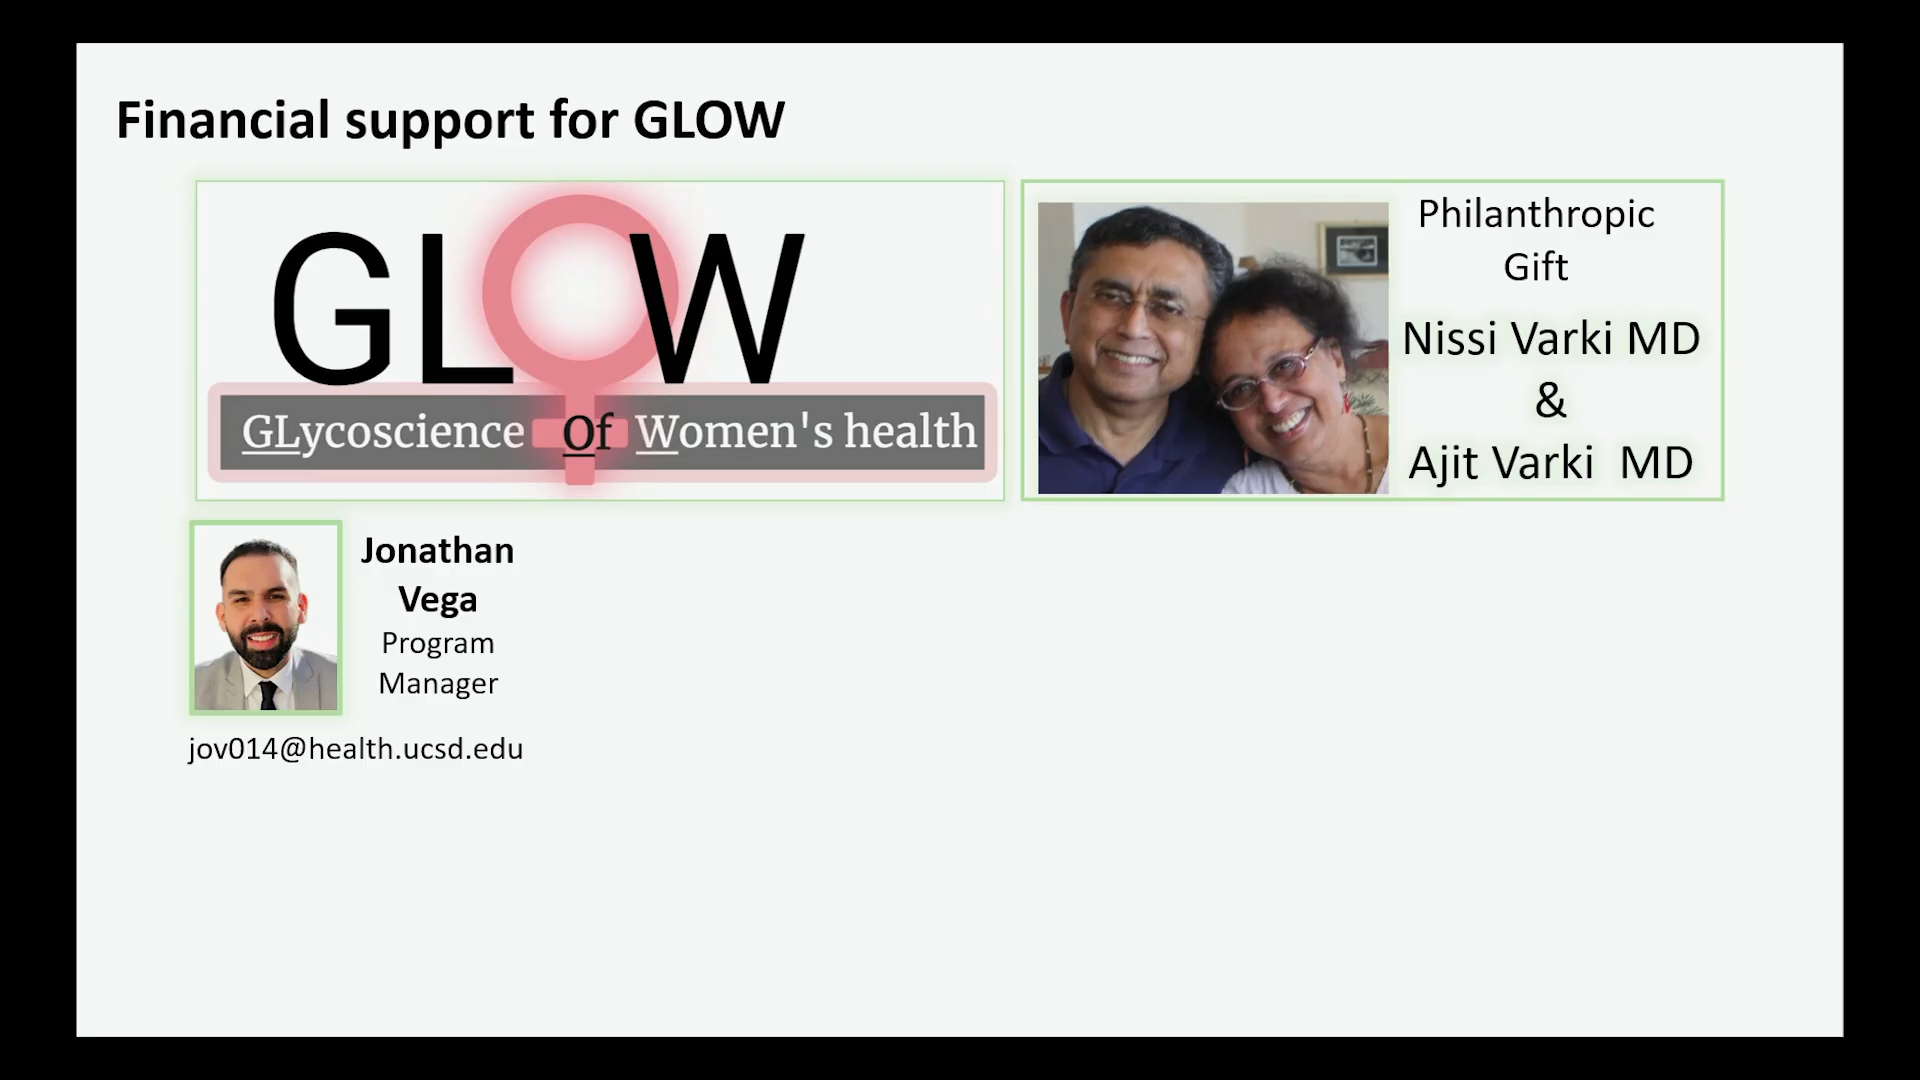 Financial support for GLOW
GLOW
GLycoscience Of Women's health
Philanthropic
Gift
Nissi Varki MD
&
Ajit Varki MD
Jonathan
Vega
Program
Manager
jov014@health.ucsd.edu